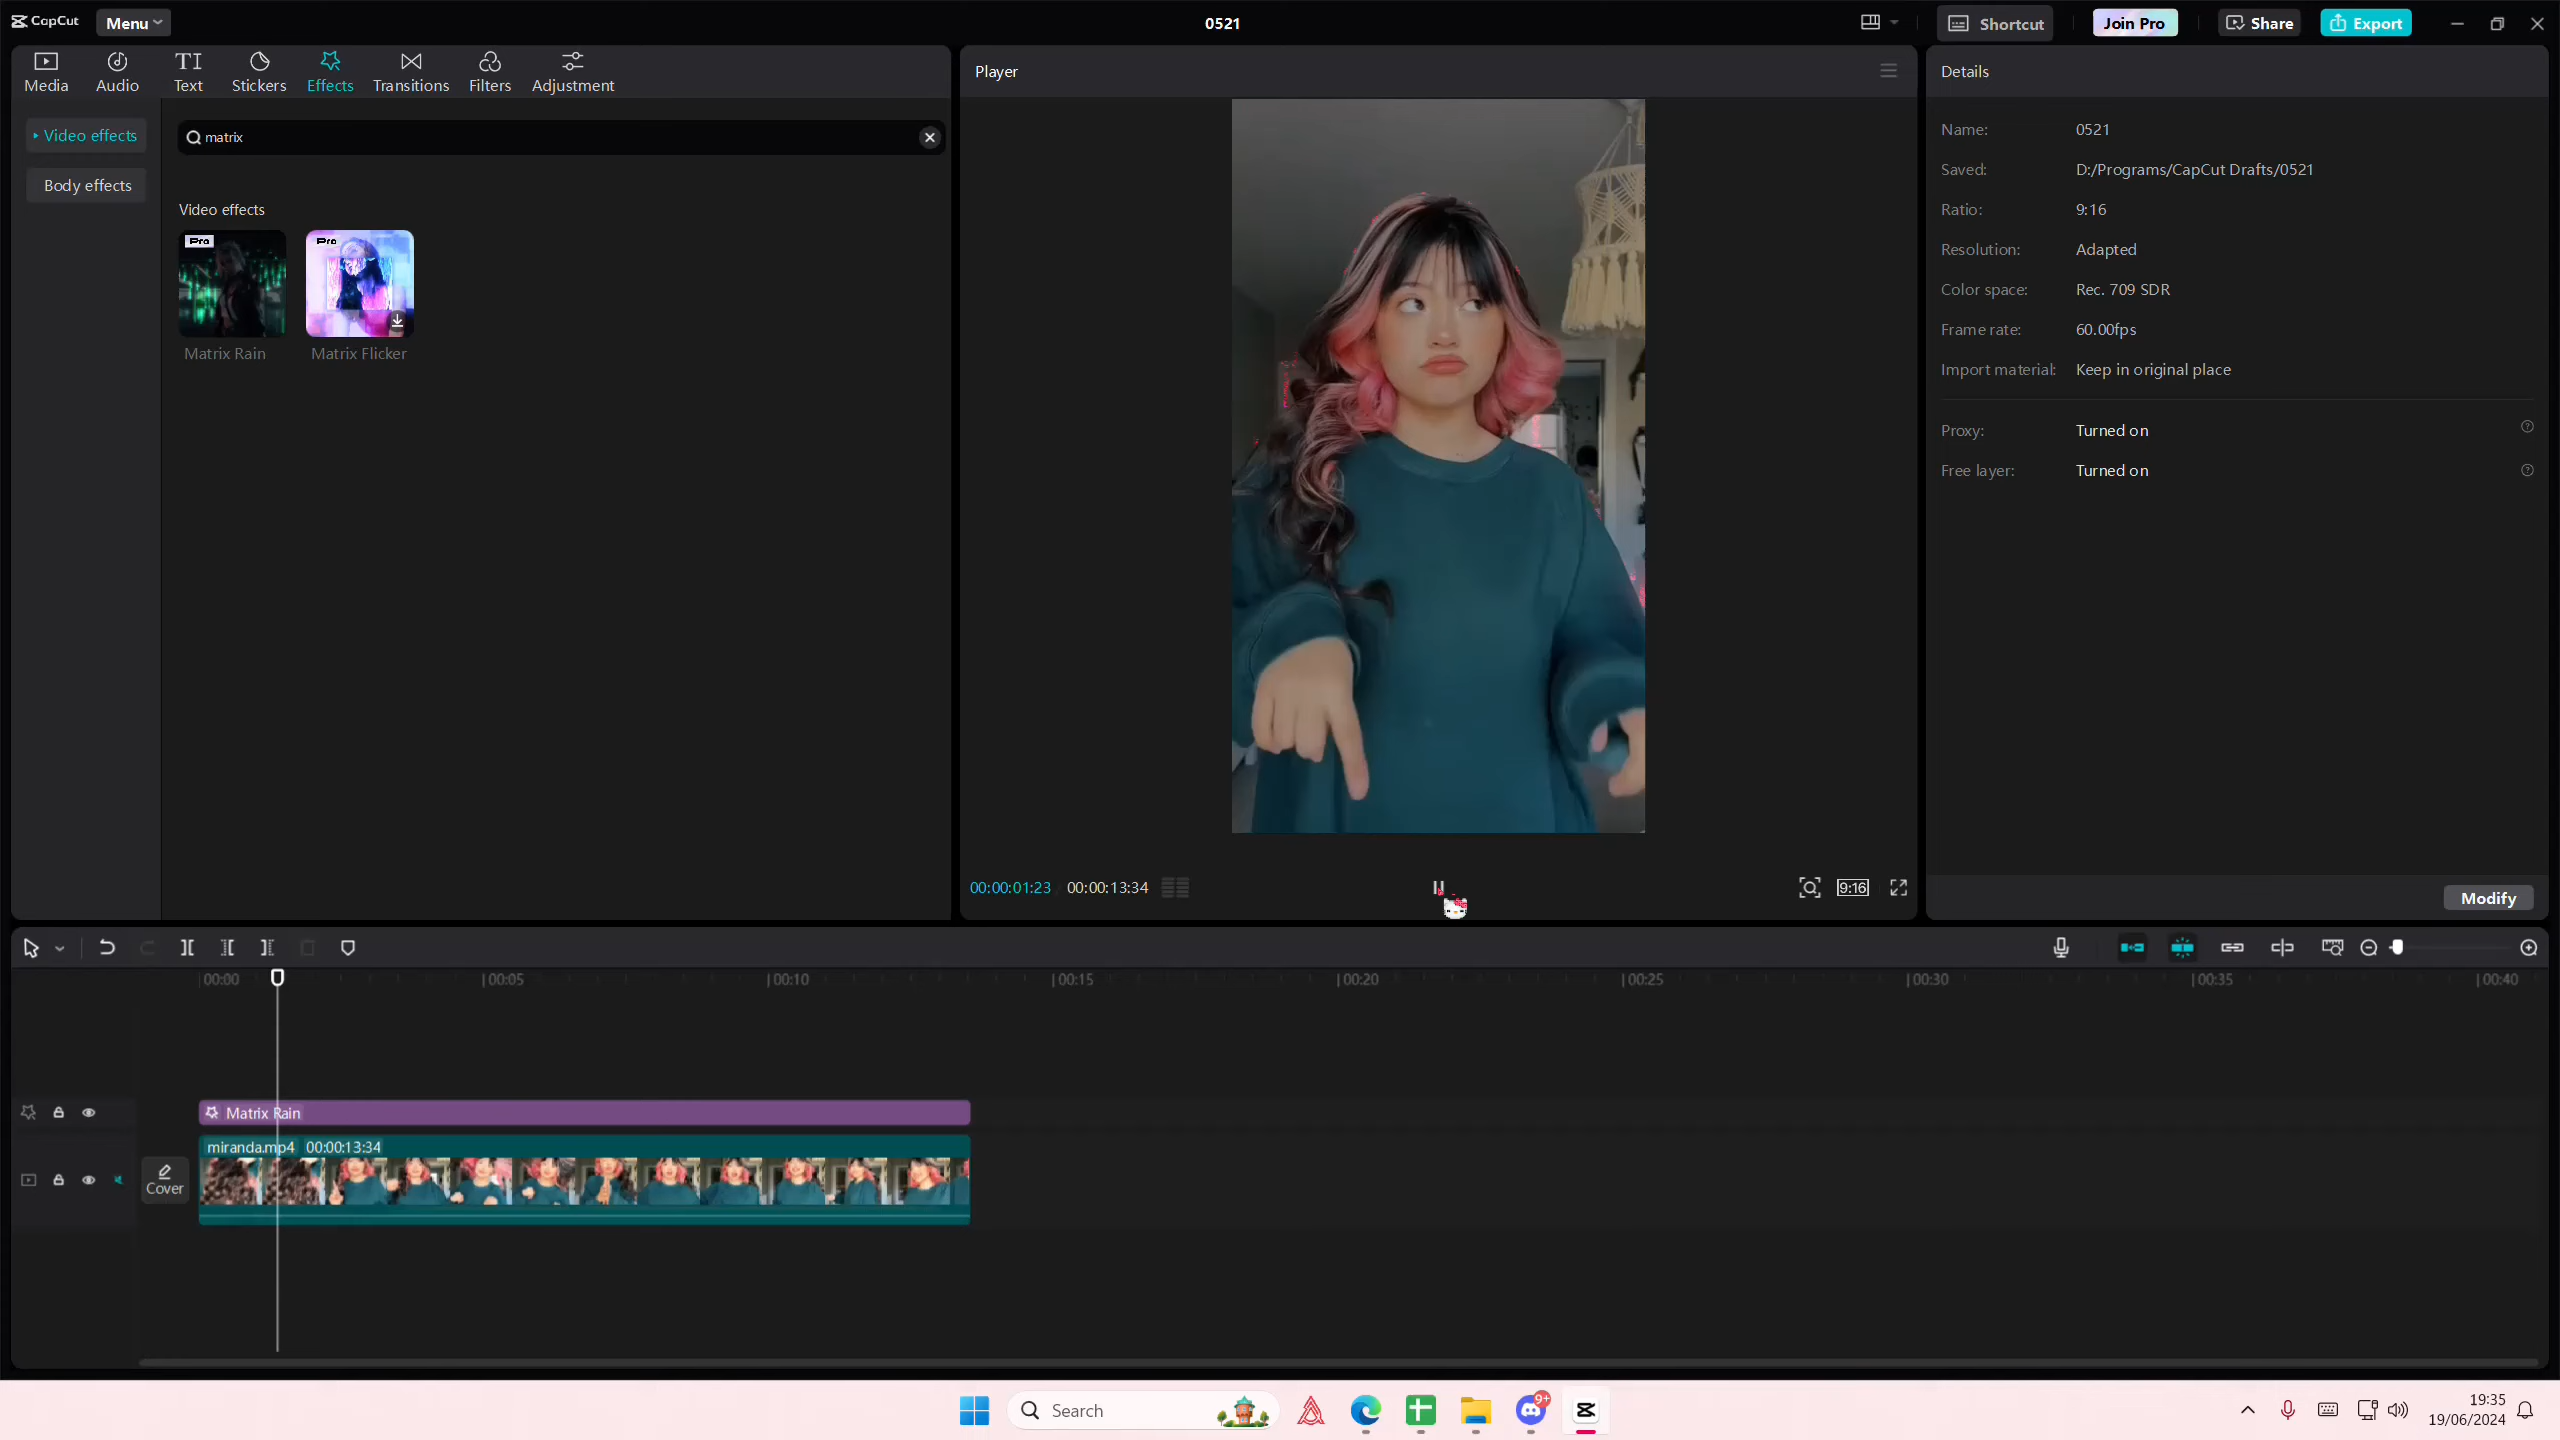 CapCut
Menu
0521
Shortcut
Join Pro
Share
Export
Media
Audio
Text
Stickers
Effects
Transitions
Filters
Adjustment
Video effects
Body effects
matrix
Video effects
Pro
Pro
Matrix Rain
Matrix Flicker
Player
00:00:01:23
00:00:13:34
9:16
Details
Name: 0521
Saved: D:/Programs/CapCut Drafts/0521
Ratio: 9:16
Resolution: Adapted
Color space: Rec. 709 SDR
Frame rate: 60.00fps
Import material: Keep in original place
Proxy: Turned on
Free layer: Turned on
Modify
00:00
00:05
00:10
00:15
00:20
00:25
00:30
00:35
00:40
Matrix Rain
miranda.mp4 00:00:13:34
Cover
Search
9+
19:35
19/06/2024